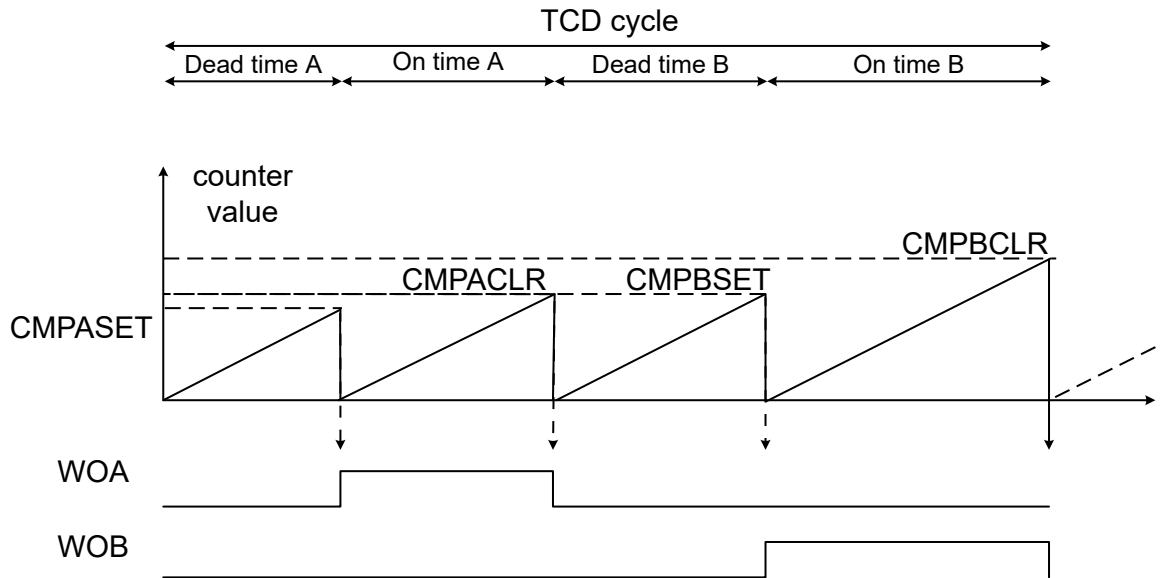 TCD cycle
Dead time A
On time A
Dead time B
On time B
counter
value
CMPBCLR
CMPACLR
CMPBSET
CMPASET
WOA
WOB